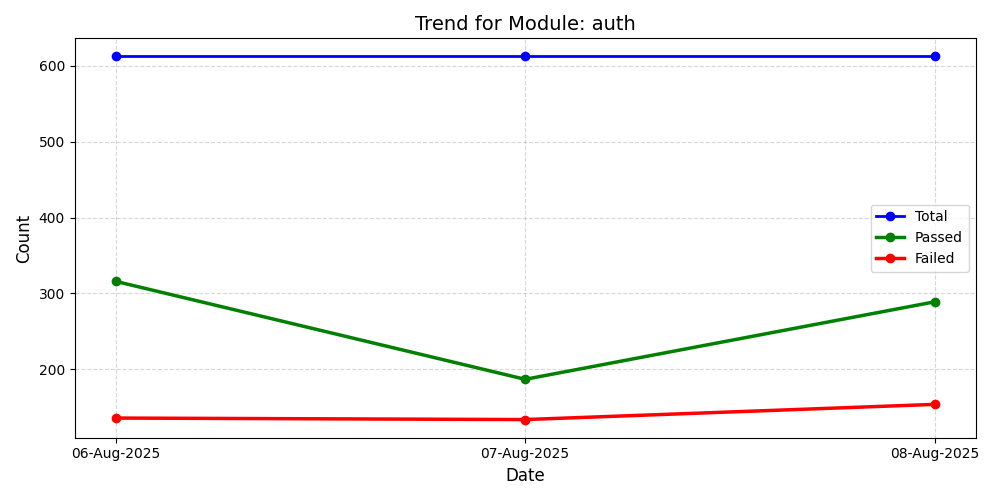 Trend for Module: auth
600
500
400
300
200
Count
Total
Passed
Failed
06-Aug-2025
07-Aug-2025
08-Aug-2025
Date